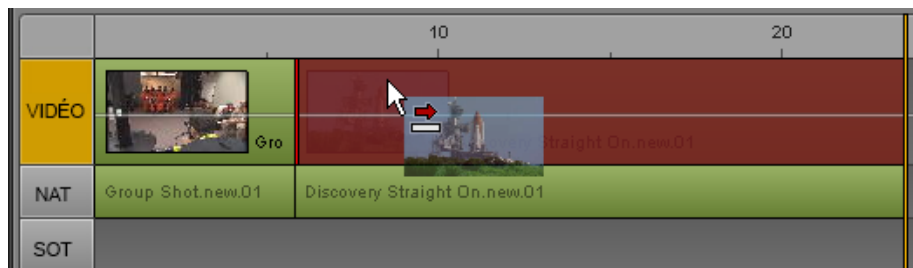 10 20
VIDÉO Gro Discovery Straight On.new.01
NAT Group Shot.new.01 Discovery Straight On.new.01
SOT